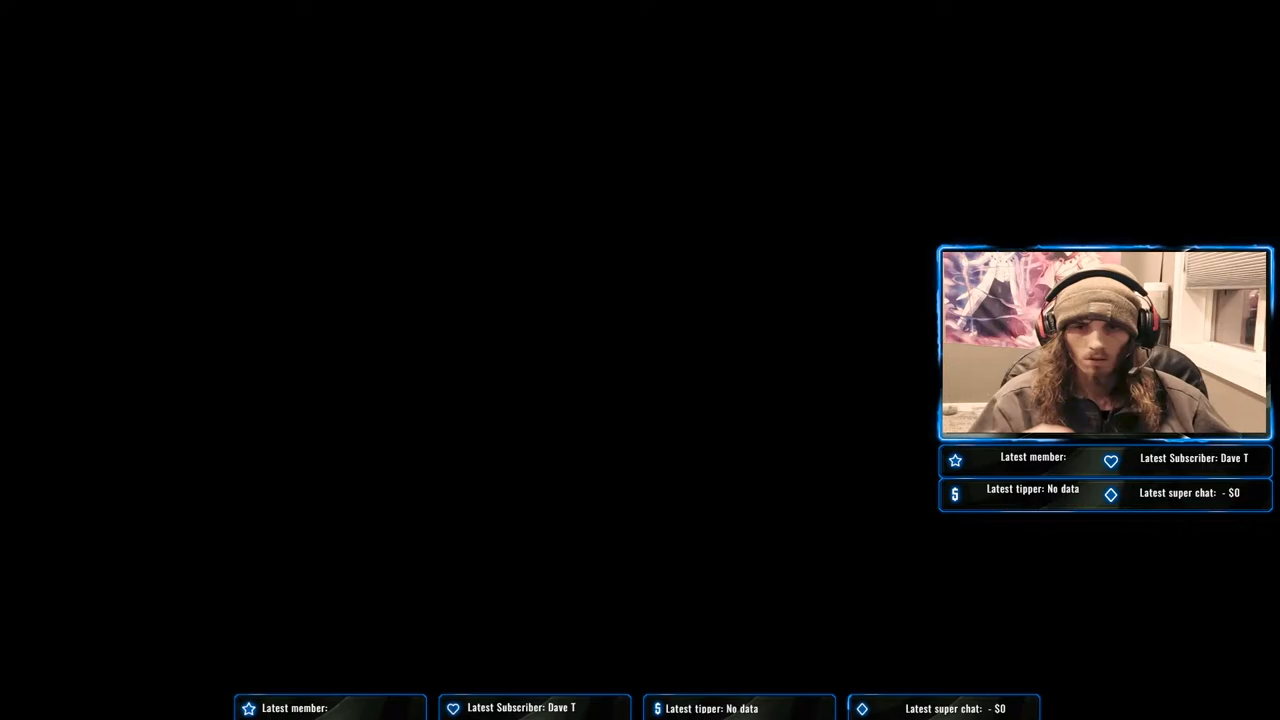 Latest member:
Latest Subscriber: Dave T
Latest tipper: No data
Latest super chat: - $0
Latest member:
Latest Subscriber: Dave T
Latest tipper: No data
Latest super chat: - $0